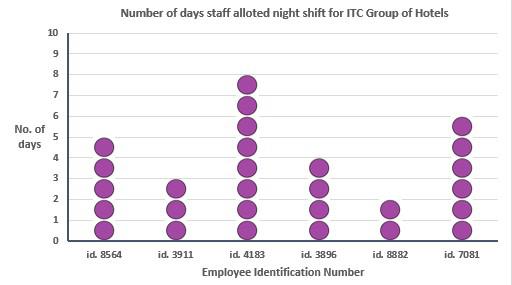 Number of days staff alloted night shift for ITC Group of Hotels
10
9
8
7
6
5
4
3
2
1
0
No. of
days
id. 8564 id. 3911 id. 4183 id. 3896 id. 8882 id. 7081
Employee Identification Number